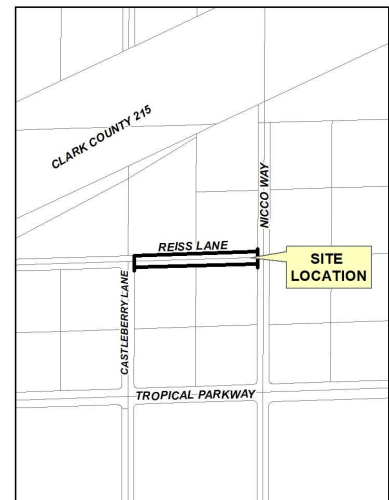 CLARK COUNTY 215
NICCO WAY
REISS LANE
SITE
LOCATION
CASTLEBERRY LANE
TROPICAL PARKWAY